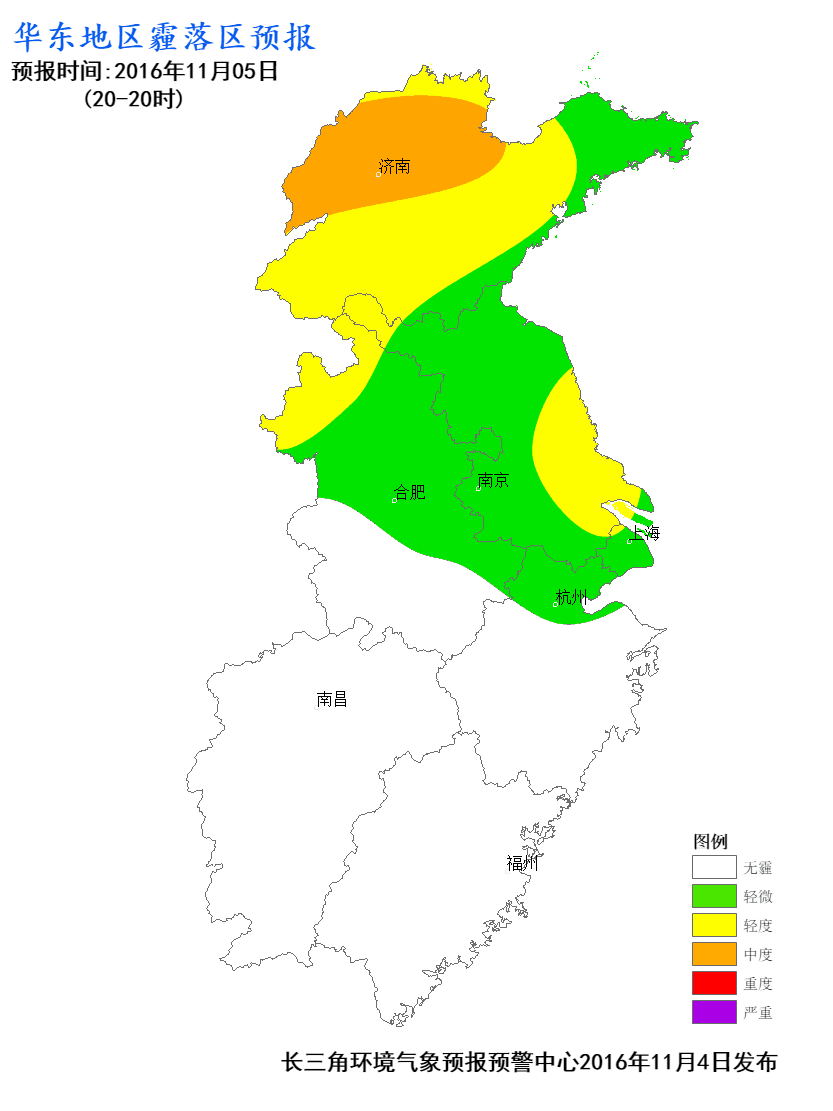 华东地区霾落区预报
预报时间:2016年11月05日
(20-20时)
济南
南京
合肥
上海
杭州
南昌
福州
图例
无霾
轻微
轻度
中度
重度
严重
长三角环境气象预报预警中心2016年11月4日发布